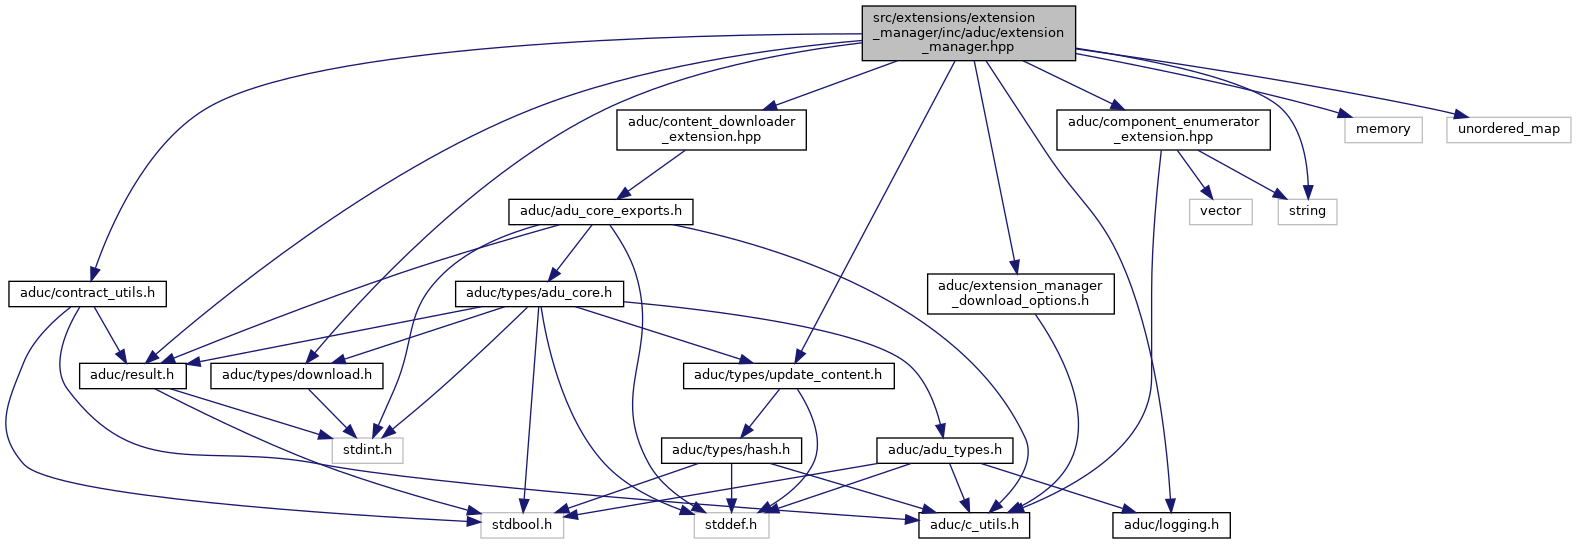 src/extensions/extension
_manager/inc/aduc/extension
_manager.hpp
aduc/content_downloader
_extension.hpp
aduc/component_enumerator
_extension.hpp
memory
unordered_map
aduc/adu_core_exports.h
vector
string
aduc/contract_utils.h
aduc/types/adu_core.h
aduc/extension_manager
_download_options.h
aduc/result.h
aduc/types/download.h
aduc/types/update_content.h
stdint.h
aduc/types/hash.h
aduc/adu_types.h
stdbool.h
stddef.h
aduc/c_utils.h
aduc/logging.h